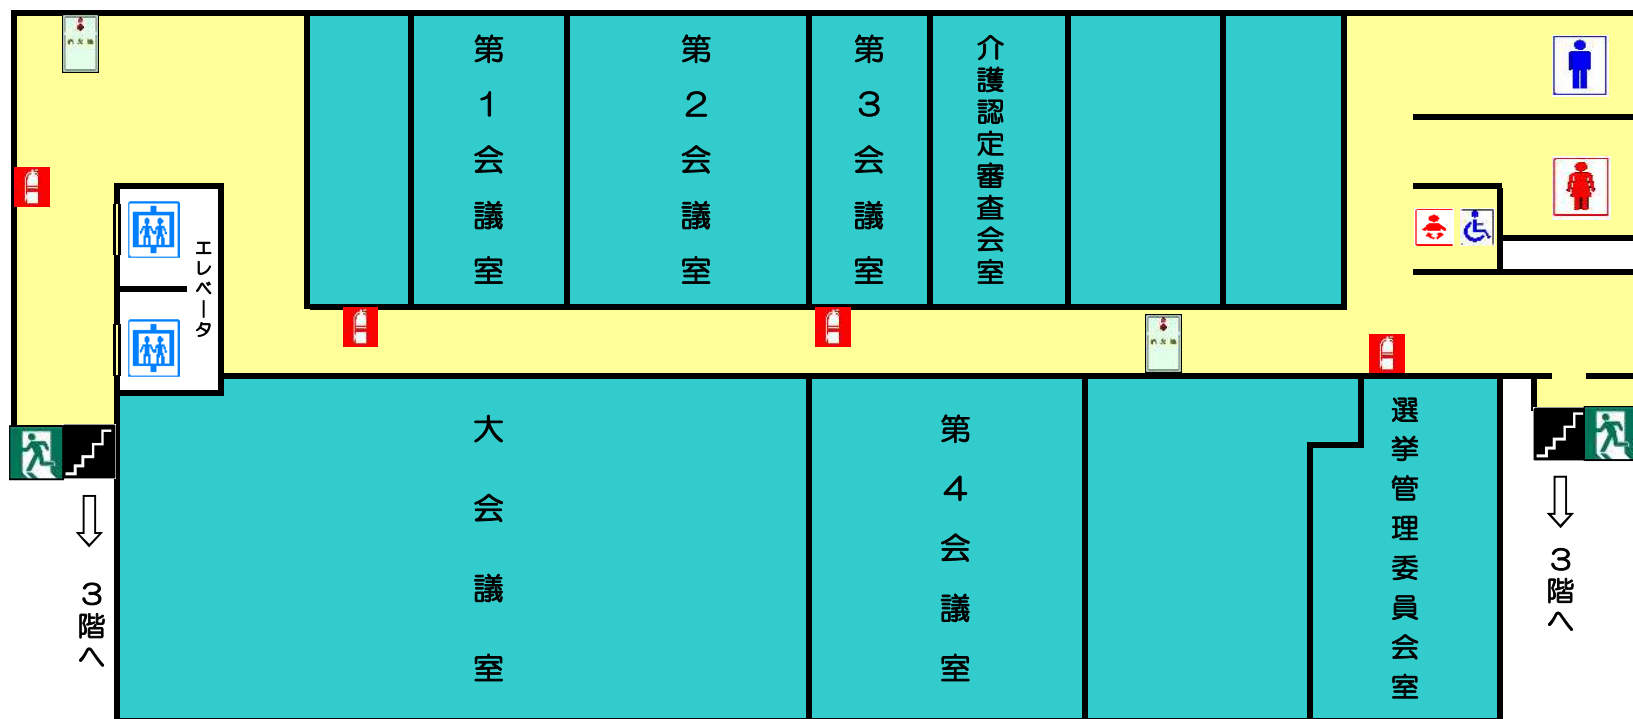 第1会議室
第2会議室
第3会議室
介護認定審査会室
エレベータ
大会議室
第4会議室
選挙管理委員会室
3階へ
3階へ